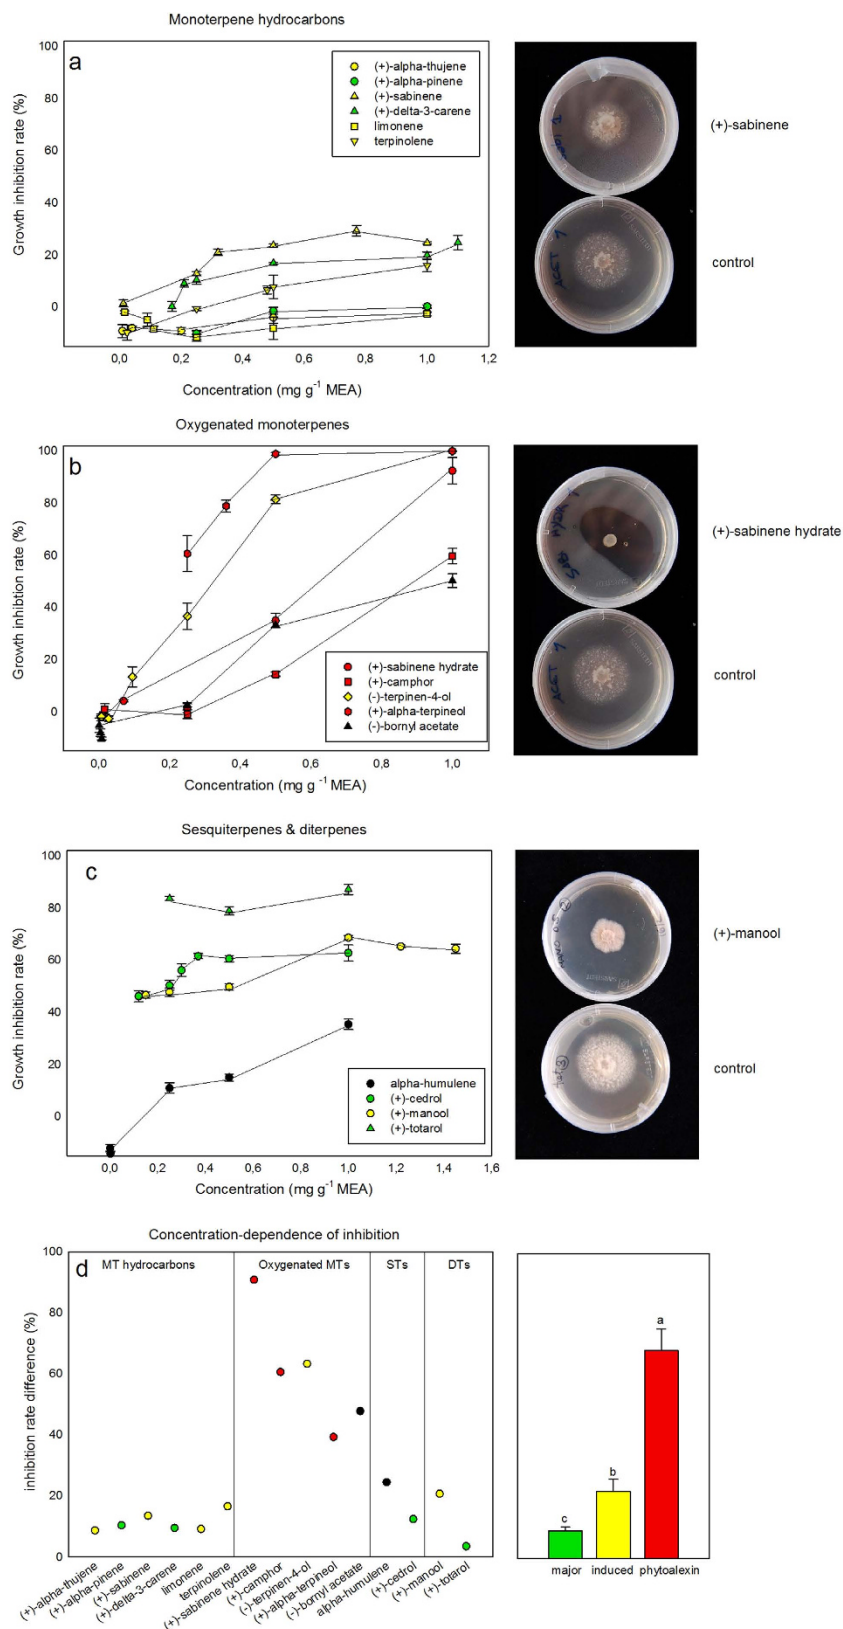 Monoterpene hydrocarbons
a
Growth inhibition rate (%)
100
80
60
40
20
0
(+)-alpha-thujene
(+)-alpha-pinene
(+)-sabinene
(+)-delta-3-carene
limonene
terpinolene
0,0 0,2 0,4 0,6 0,8 1,0 1,2
Concentration (mg g-1 MEA)
(+)-sabinene
ACET 1
control
Oxygenated monoterpenes
b
Growth inhibtion rate (%)
100
80
60
40
20
0
(+)-sabinene hydrate
(+)-camphor
(-)-terpinen-4-ol
(+)-alpha-terpineol
(-)-bornyl acetate
0,0 0,2 0,4 0,6 0,8 1,0
Concentration (mg g-1 MEA)
(+)-sabinene hydrate
ACET 1
control
Sesquiterpenes & diterpenes
c
Growth inhibition rate (%)
100
80
60
40
20
0
alpha-humulene
(+)-cedrol
(+)-manool
(+)-totarol
0,0 0,2 0,4 0,6 0,8 1,0 1,2 1,4 1,6
Concentration (mg g-1 MEA)
(+)-manool
control
Concentration-dependence of inhibition
d
inhibition rate difference (%)
100
80
60
40
20
0
MT hydrocarbons Oxygenated MTs STs DTs
(+)-alpha-thujene
(+)-alpha-pinene
(+)-sabinene
(+)-delta-3-carene
limonene
terpinolene
(+)-sabinene hydrate
(+)-camphor
(-)-terpinen-4-ol
(+)-alpha-terpineol
(-)-bornyl acetate
alpha-humulene
(+)-cedrol
(+)-manool
(+)-totarol
a
b
c
major induced phytoalexin